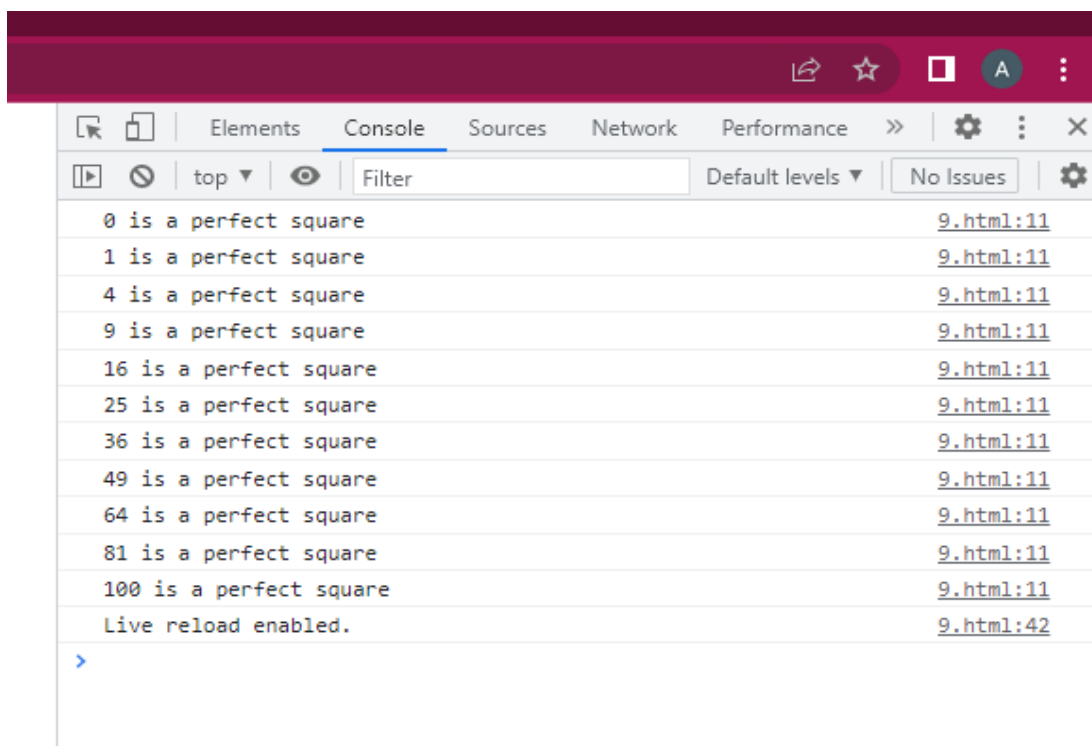 A
Elements Console Sources Network Performance »
top ▼ Filter Default levels ▼ No Issues
0 is a perfect square 9.html:11
1 is a perfect square 9.html:11
4 is a perfect square 9.html:11
9 is a perfect square 9.html:11
16 is a perfect square 9.html:11
25 is a perfect square 9.html:11
36 is a perfect square 9.html:11
49 is a perfect square 9.html:11
64 is a perfect square 9.html:11
81 is a perfect square 9.html:11
100 is a perfect square 9.html:11
Live reload enabled. 9.html:42
>